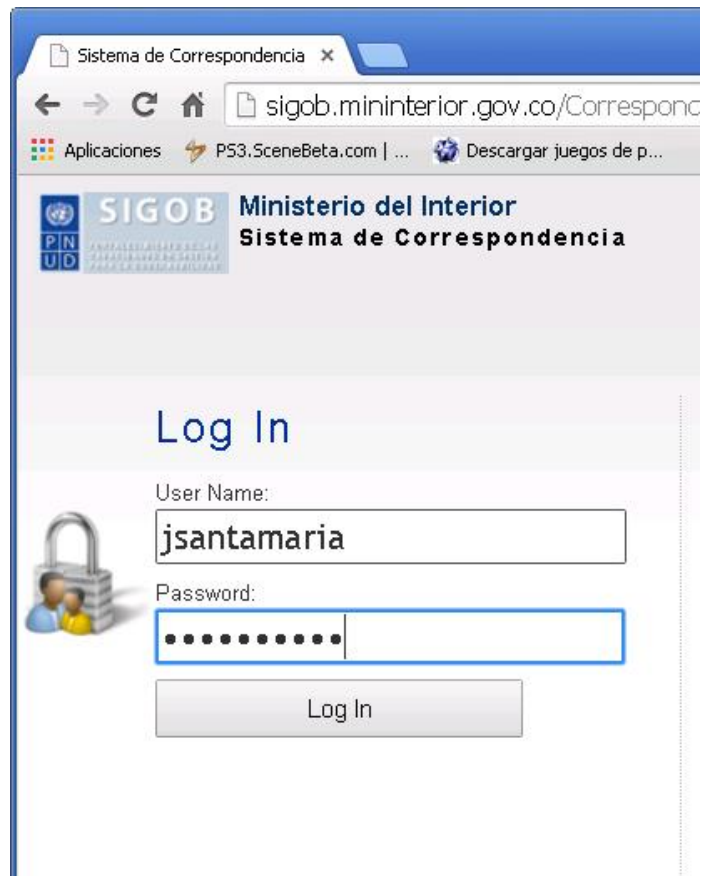 Sistema de Correspondencia ×
sigob.mininterior.gov.co/Correspond
Aplicaciones PS3.SceneBeta.com | ... Descargar juegos de p...
SIGOB
PNUD
Ministerio del Interior
Sistema de Correspondencia
Log In
User Name:
jsantamaria
Password:
••••••••••
Log In